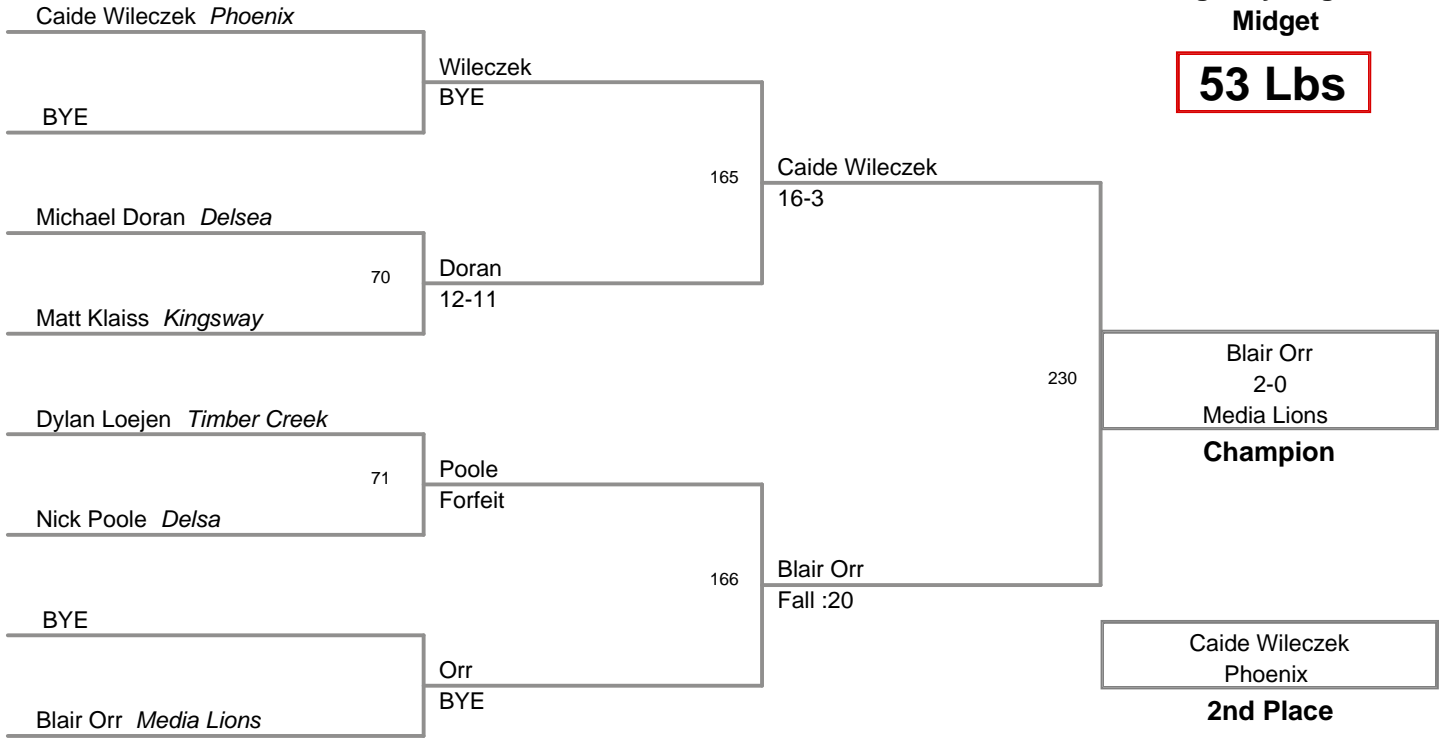 Caide Wileczek Phoenix
Midget
53 Lbs
Wileczek
BYE
BYE
165
Caide Wileczek
16-3
Michael Doran Delsea
70
Doran
12-11
Matt Klaiss Kingsway
230
Blair Orr
2-0
Media Lions
Champion
Dylan Loejen Timber Creek
71
Poole
Forfeit
Nick Poole Delsa
166
Blair Orr
Fall :20
BYE
Orr
BYE
Blair Orr Media Lions
Caide Wileczek
Phoenix
2nd Place